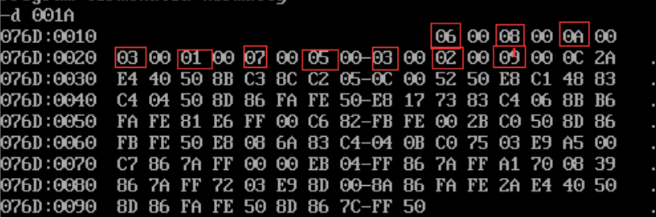 -d 001A
076D:0010 06 00 08 00 0A 00
076D:0020 03 00 01 00 07 00 05 00-03 00 02 00 09 00 0C 2A .
076D:0030 E4 40 50 8B C3 8C C2 05-0C 00 52 50 E8 C1 48 83 .
076D:0040 C4 04 50 8D 86 FA FE 50-E8 17 73 83 C4 06 8B B6 .
076D:0050 FA FE 81 E6 FF 00 C6 82-FB FE 00 2B C0 50 8D 86 .
076D:0060 FB FE 50 E8 08 6A 83 C4-04 0B C0 75 03 E9 A5 00 .
076D:0070 C7 86 7A FF 00 00 EB 04-FF 86 7A FF A1 70 08 39 .
076D:0080 86 7A FF 72 03 E9 8D 00-8A 86 FA FE 2A E4 40 50 .
076D:0090 8D 86 FA FE 50 8D 86 7C-FF 50